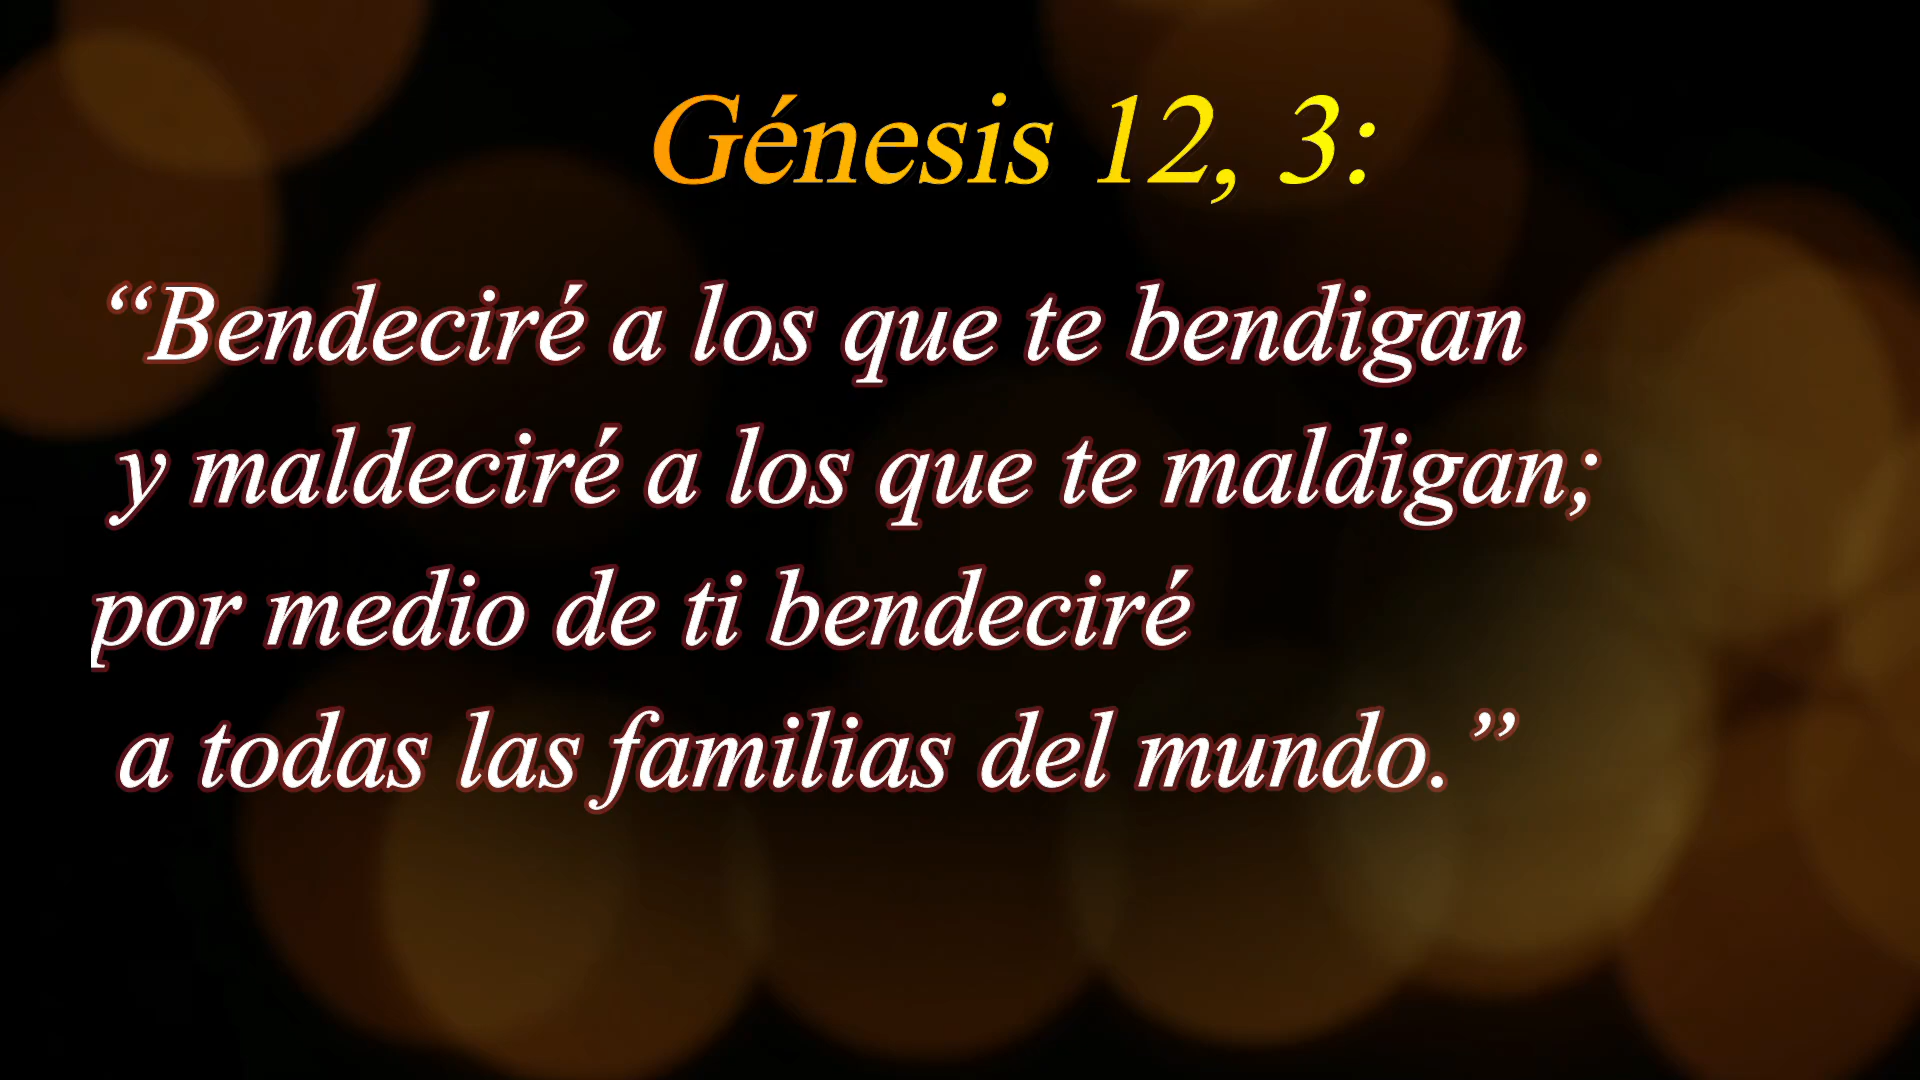 Génesis 12, 3:
“Bendeciré a los que te bendigan
y maldeciré a los que te maldigan;
por medio de ti bendeciré
a todas las familias del mundo.”